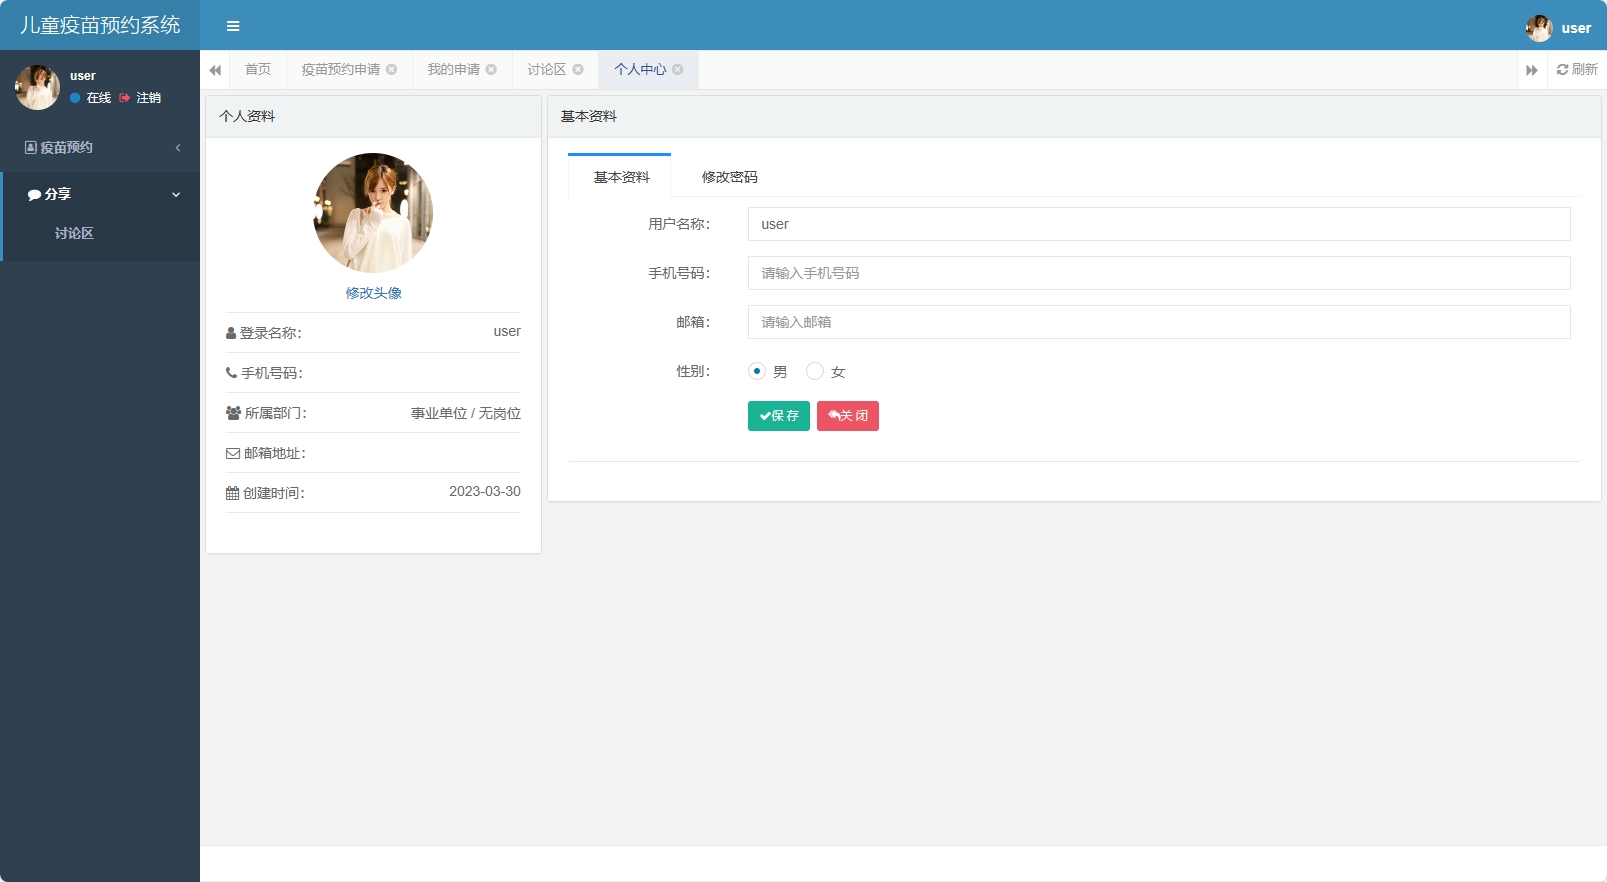 儿童疫苗预约系统
user
user
在线 注销
疫苗预约
分享
讨论区
首页 疫苗预约申请 我的申请 讨论区 个人中心 刷新
个人资料
修改头像
登录名称： user
手机号码：
所属部门： 事业单位 / 无岗位
邮箱地址：
创建时间： 2023-03-30
基本资料
基本资料 修改密码
用户名称： user
手机号码： 请输入手机号码
邮箱： 请输入邮箱
性别： 男 女
保 存 关 闭